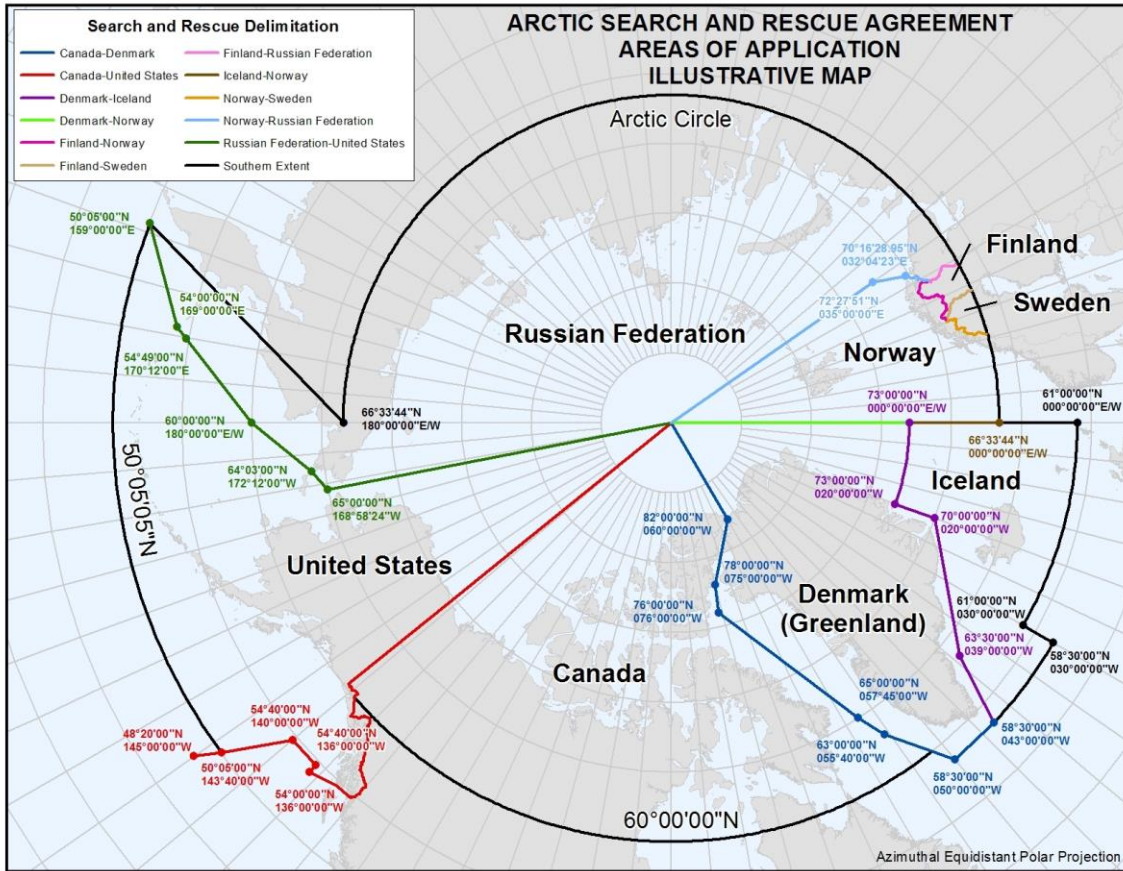 ARCTIC SEARCH AND RESCUE AGREEMENT
AREAS OF APPLICATION
ILLUSTRATIVE MAP
Search and Rescue Delimitation
Canada-Denmark
Canada-United States
Denmark-Iceland
Denmark-Norway
Finland-Norway
Finland-Sweden
Finland-Russian Federation
Iceland-Norway
Norway-Sweden
Norway-Russian Federation
Russian Federation-United States
Southern Extent
Arctic Circle
50°05'00"N
159°00'00"E
54°00'00"N
169°00'00"E
54°49'00"N
170°12'00"E
60°00'00"N
180°00'00"E/W
64°03'00"N
172°12'00"W
65°00'00"N
168°58'24"W
66°33'44"N
180°00'00"E/W
50°05'05"N
70°16'28.95"N
032°04'23"E
72°27'51"N
035°00'00"E
Finland
Sweden
Norway
Russian Federation
73°00'00"N
000°00'00"E/W
61°00'00"N
000°00'00"E/W
66°33'44"N
000°00'00"E/W
73°00'00"N
020°00'00"W
Iceland
70°00'00"N
020°00'00"W
United States
82°00'00"N
060°00'00"W
78°00'00"N
075°00'00"W
76°00'00"N
076°00'00"W
Denmark
(Greenland)
61°00'00"N
030°00'00"W
63°30'00"N
039°00'00"W
58°30'00"N
030°00'00"W
Canada
65°00'00"N
057°45'00"W
63°00'00"N
055°40'00"W
58°30'00"N
043°00'00"W
58°30'00"N
050°00'00"W
48°20'00"N
145°00'00"W
54°40'00"N
140°00'00"W
54°40'00"N
136°00'00"W
50°05'00"N
143°40'00"W
54°00'00"N
136°00'00"W
60°00'00"N
Azimuthal Equidistant Polar Projection